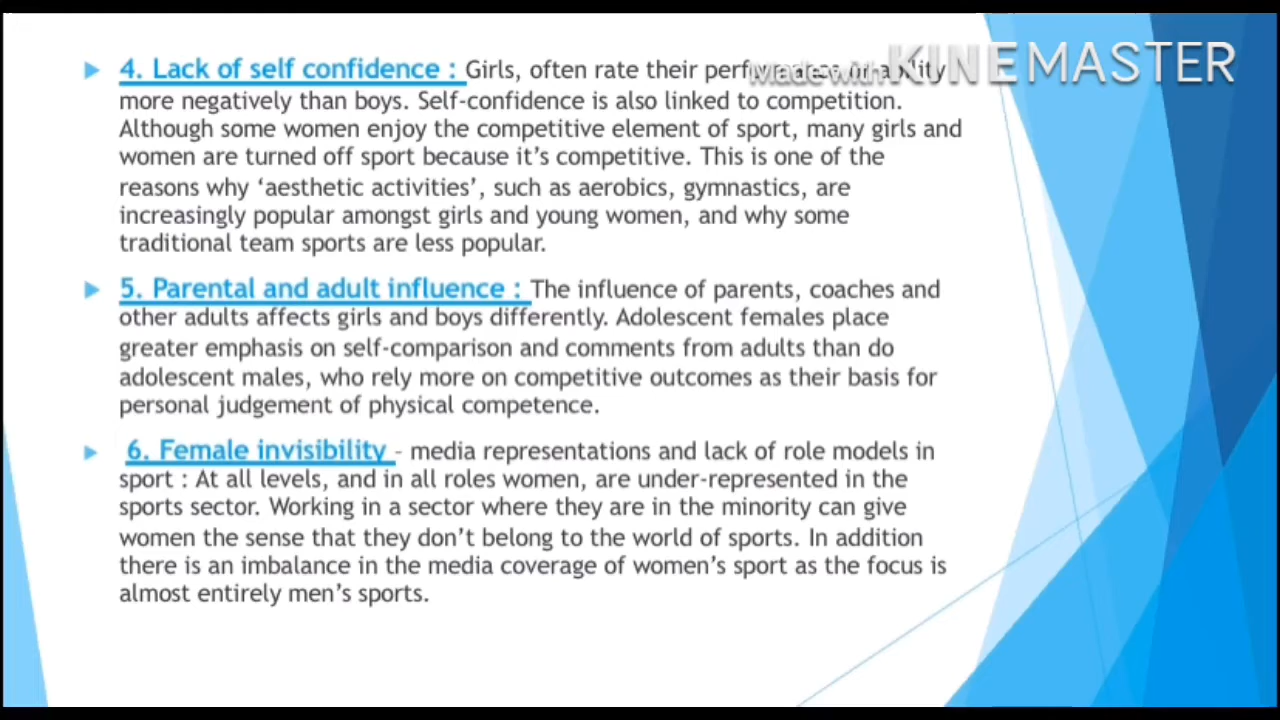 4. Lack of self confidence : Girls, often rate their performance or ability
Made with KINEMASTER
more negatively than boys. Self-confidence is also linked to competition.
Although some women enjoy the competitive element of sport, many girls and
women are turned off sport because it's competitive. This is one of the
reasons why ‘aesthetic activities’, such as aerobics, gymnastics, are
increasingly popular amongst girls and young women, and why some
traditional team sports are less popular.
5. Parental and adult influence : The influence of parents, coaches and
other adults affects girls and boys differently. Adolescent females place
greater emphasis on self-comparison and comments from adults than do
adolescent males, who rely more on competitive outcomes as their basis for
personal judgement of physical competence.
6. Female invisibility - media representations and lack of role models in
sport : At all levels, and in all roles women, are under-represented in the
sports sector. Working in a sector where they are in the minority can give
women the sense that they don't belong to the world of sports. In addition
there is an imbalance in the media coverage of women's sport as the focus is
almost entirely men's sports.